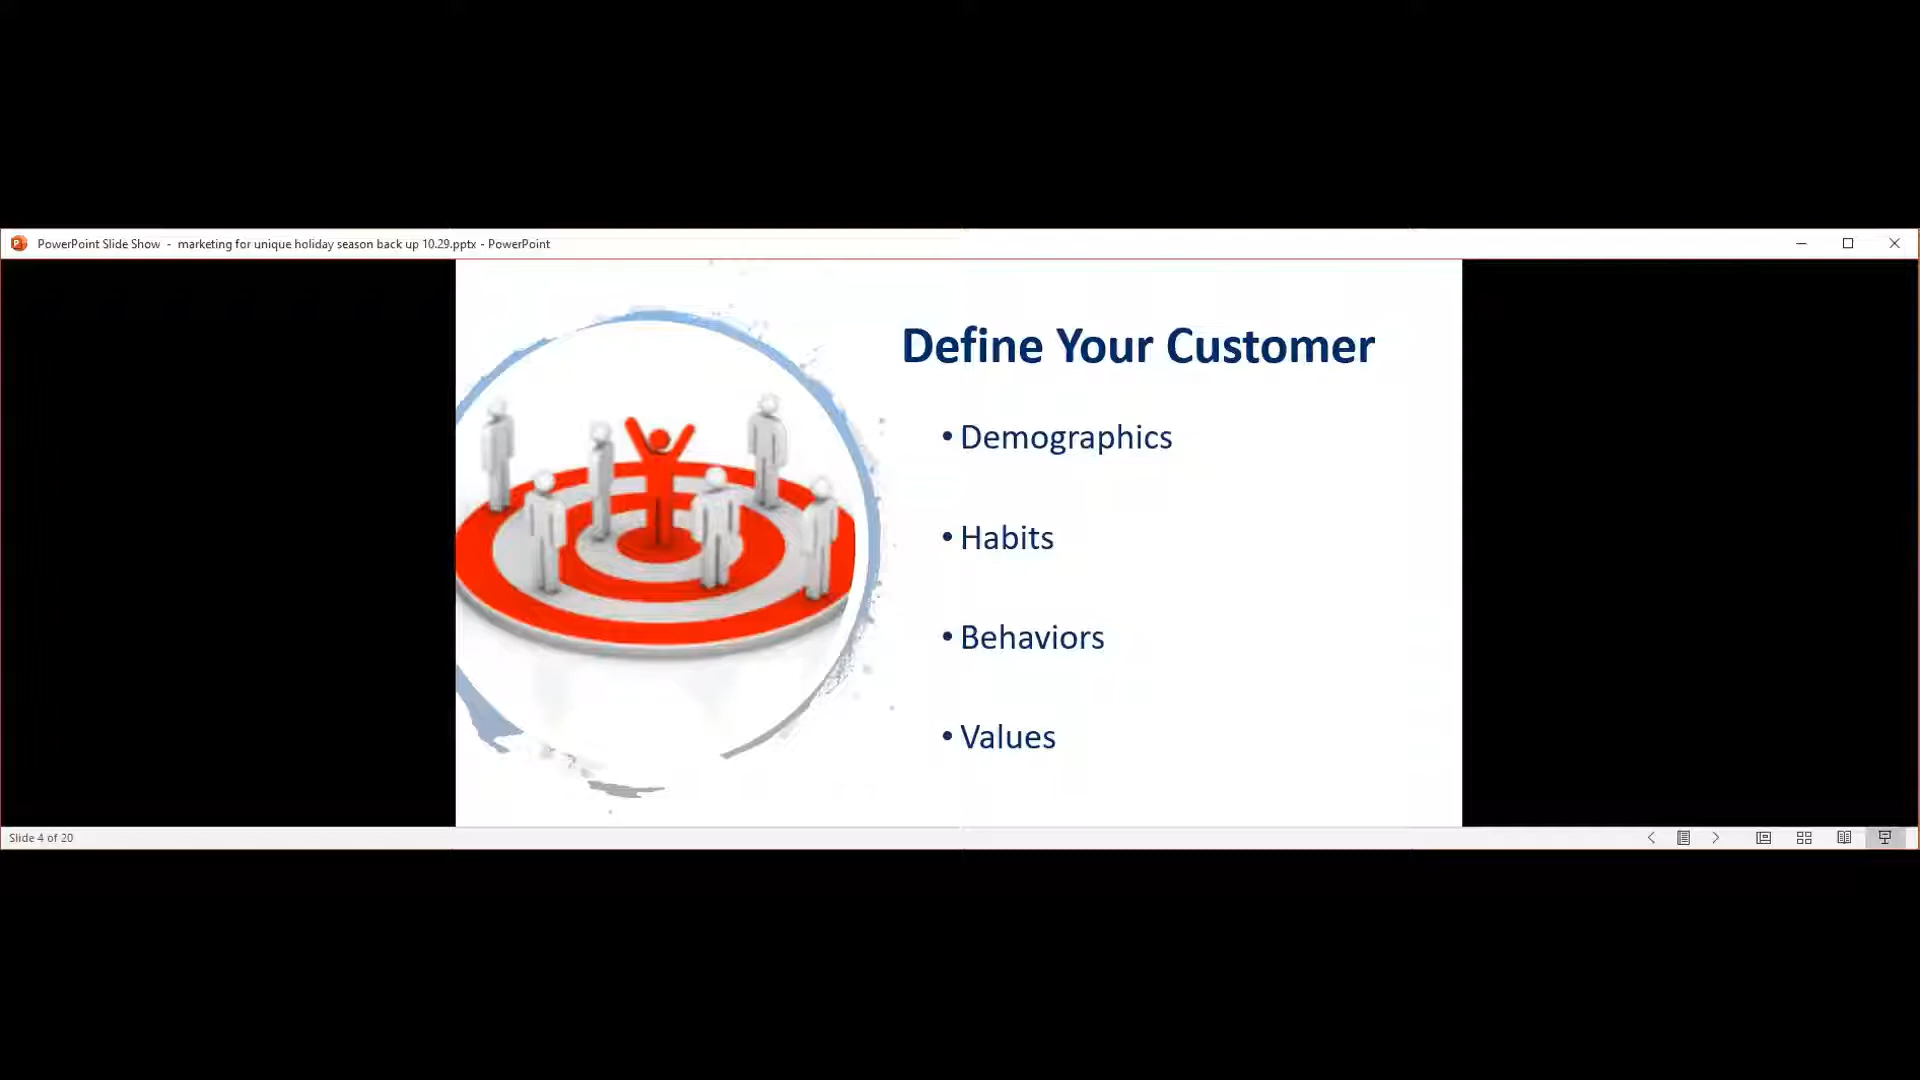 PowerPoint Slide Show - marketing for unique holiday season back up 10.29.pptx - PowerPoint
Define Your Customer
• Demographics
• Habits
• Behaviors
• Values
Slide 4 of 20